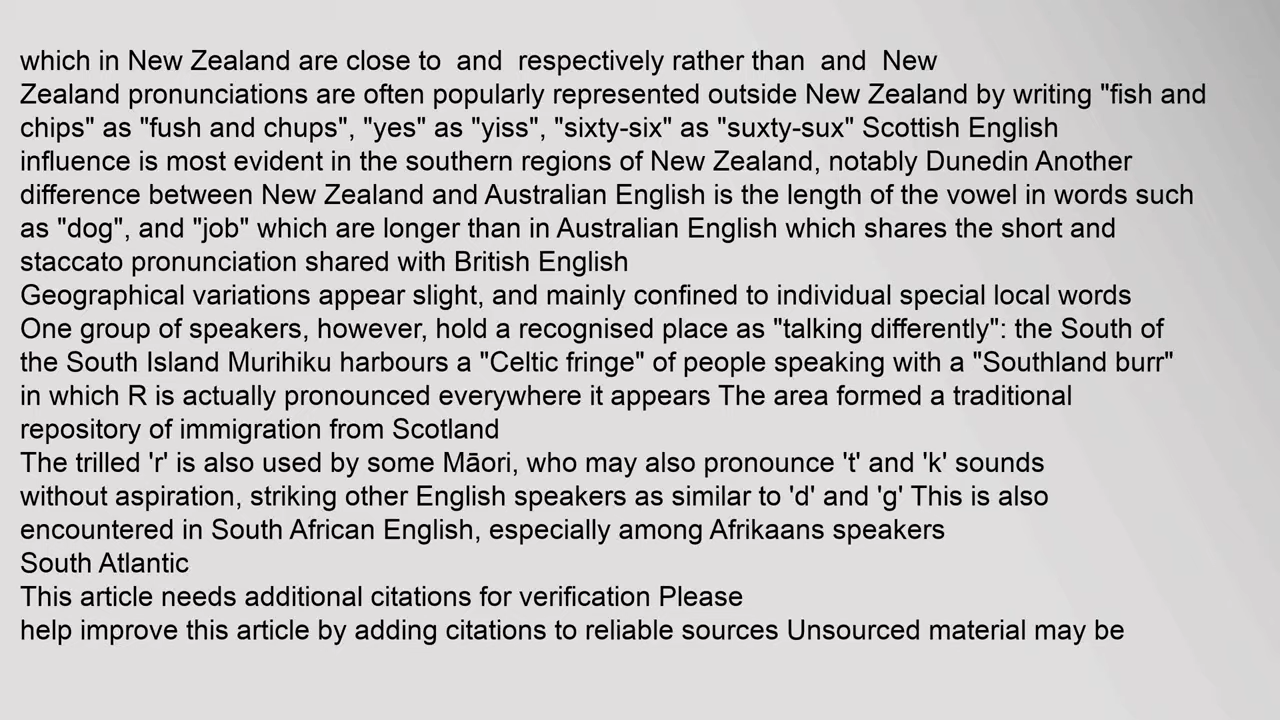 which in New Zealand are close to  and  respectively rather than  and  New
Zealand pronunciations are often popularly represented outside New Zealand by writing "fish and
chips" as "fush and chups", "yes" as "yiss", "sixty-six" as "suxty-sux" Scottish English
influence is most evident in the southern regions of New Zealand, notably Dunedin Another
difference between New Zealand and Australian English is the length of the vowel in words such
as "dog", and "job" which are longer than in Australian English which shares the short and
staccato pronunciation shared with British English
Geographical variations appear slight, and mainly confined to individual special local words
One group of speakers, however, hold a recognised place as "talking differently": the South of
the South Island Murihiku harbours a "Celtic fringe" of people speaking with a "Southland burr"
in which R is actually pronounced everywhere it appears The area formed a traditional
repository of immigration from Scotland
The trilled 'r' is also used by some Māori, who may also pronounce 't' and 'k' sounds
without aspiration, striking other English speakers as similar to 'd' and 'g' This is also
encountered in South African English, especially among Afrikaans speakers
South Atlantic
This article needs additional citations for verification Please
help improve this article by adding citations to reliable sources Unsourced material may be